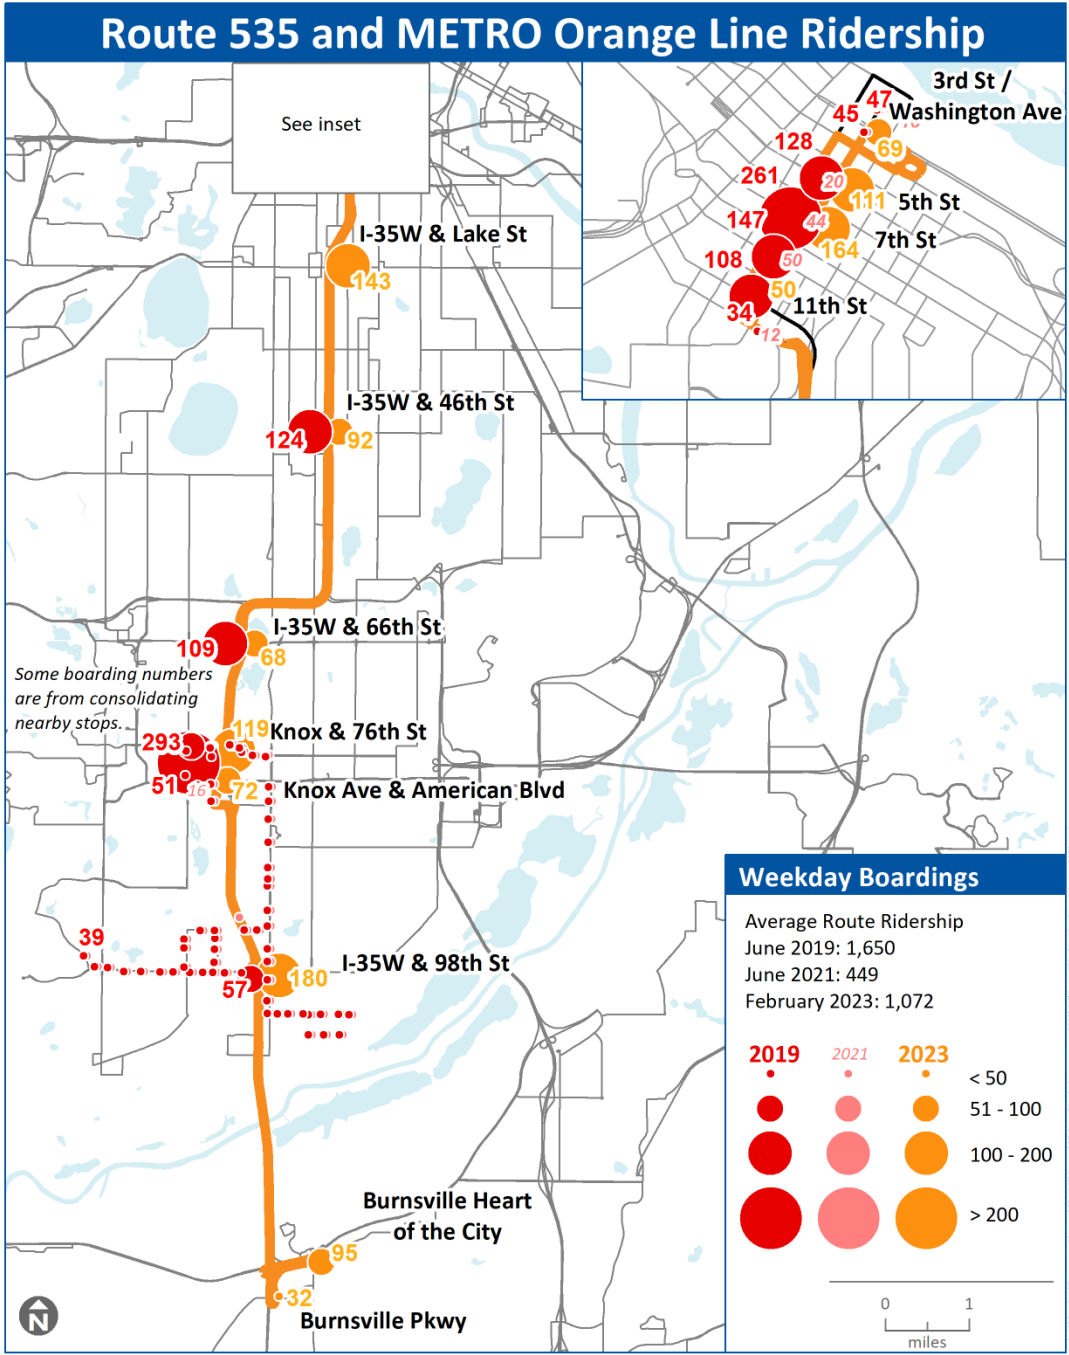 Route 535 and METRO Orange Line Ridership
See inset
3rd St /
Washington Ave
47
45
128
69
261
20
111
5th St
147
44
7th St
164
108
50
50
11th St
34
12
I-35W & Lake St
143
I-35W & 46th St
124
92
I-35W & 66th St
109
68
Some boarding numbers
are from consolidating
nearby stops.
119
Knox & 76th St
293
51
16
72
Knox Ave & American Blvd
39
I-35W & 98th St
57
180
Burnsville Heart
of the City
95
32
Burnsville Pkwy
N
Weekday Boardings
Average Route Ridership
June 2019: 1,650
June 2021: 449
February 2023: 1,072
2019 2021 2023
< 50
51 - 100
100 - 200
> 200
0 1
miles